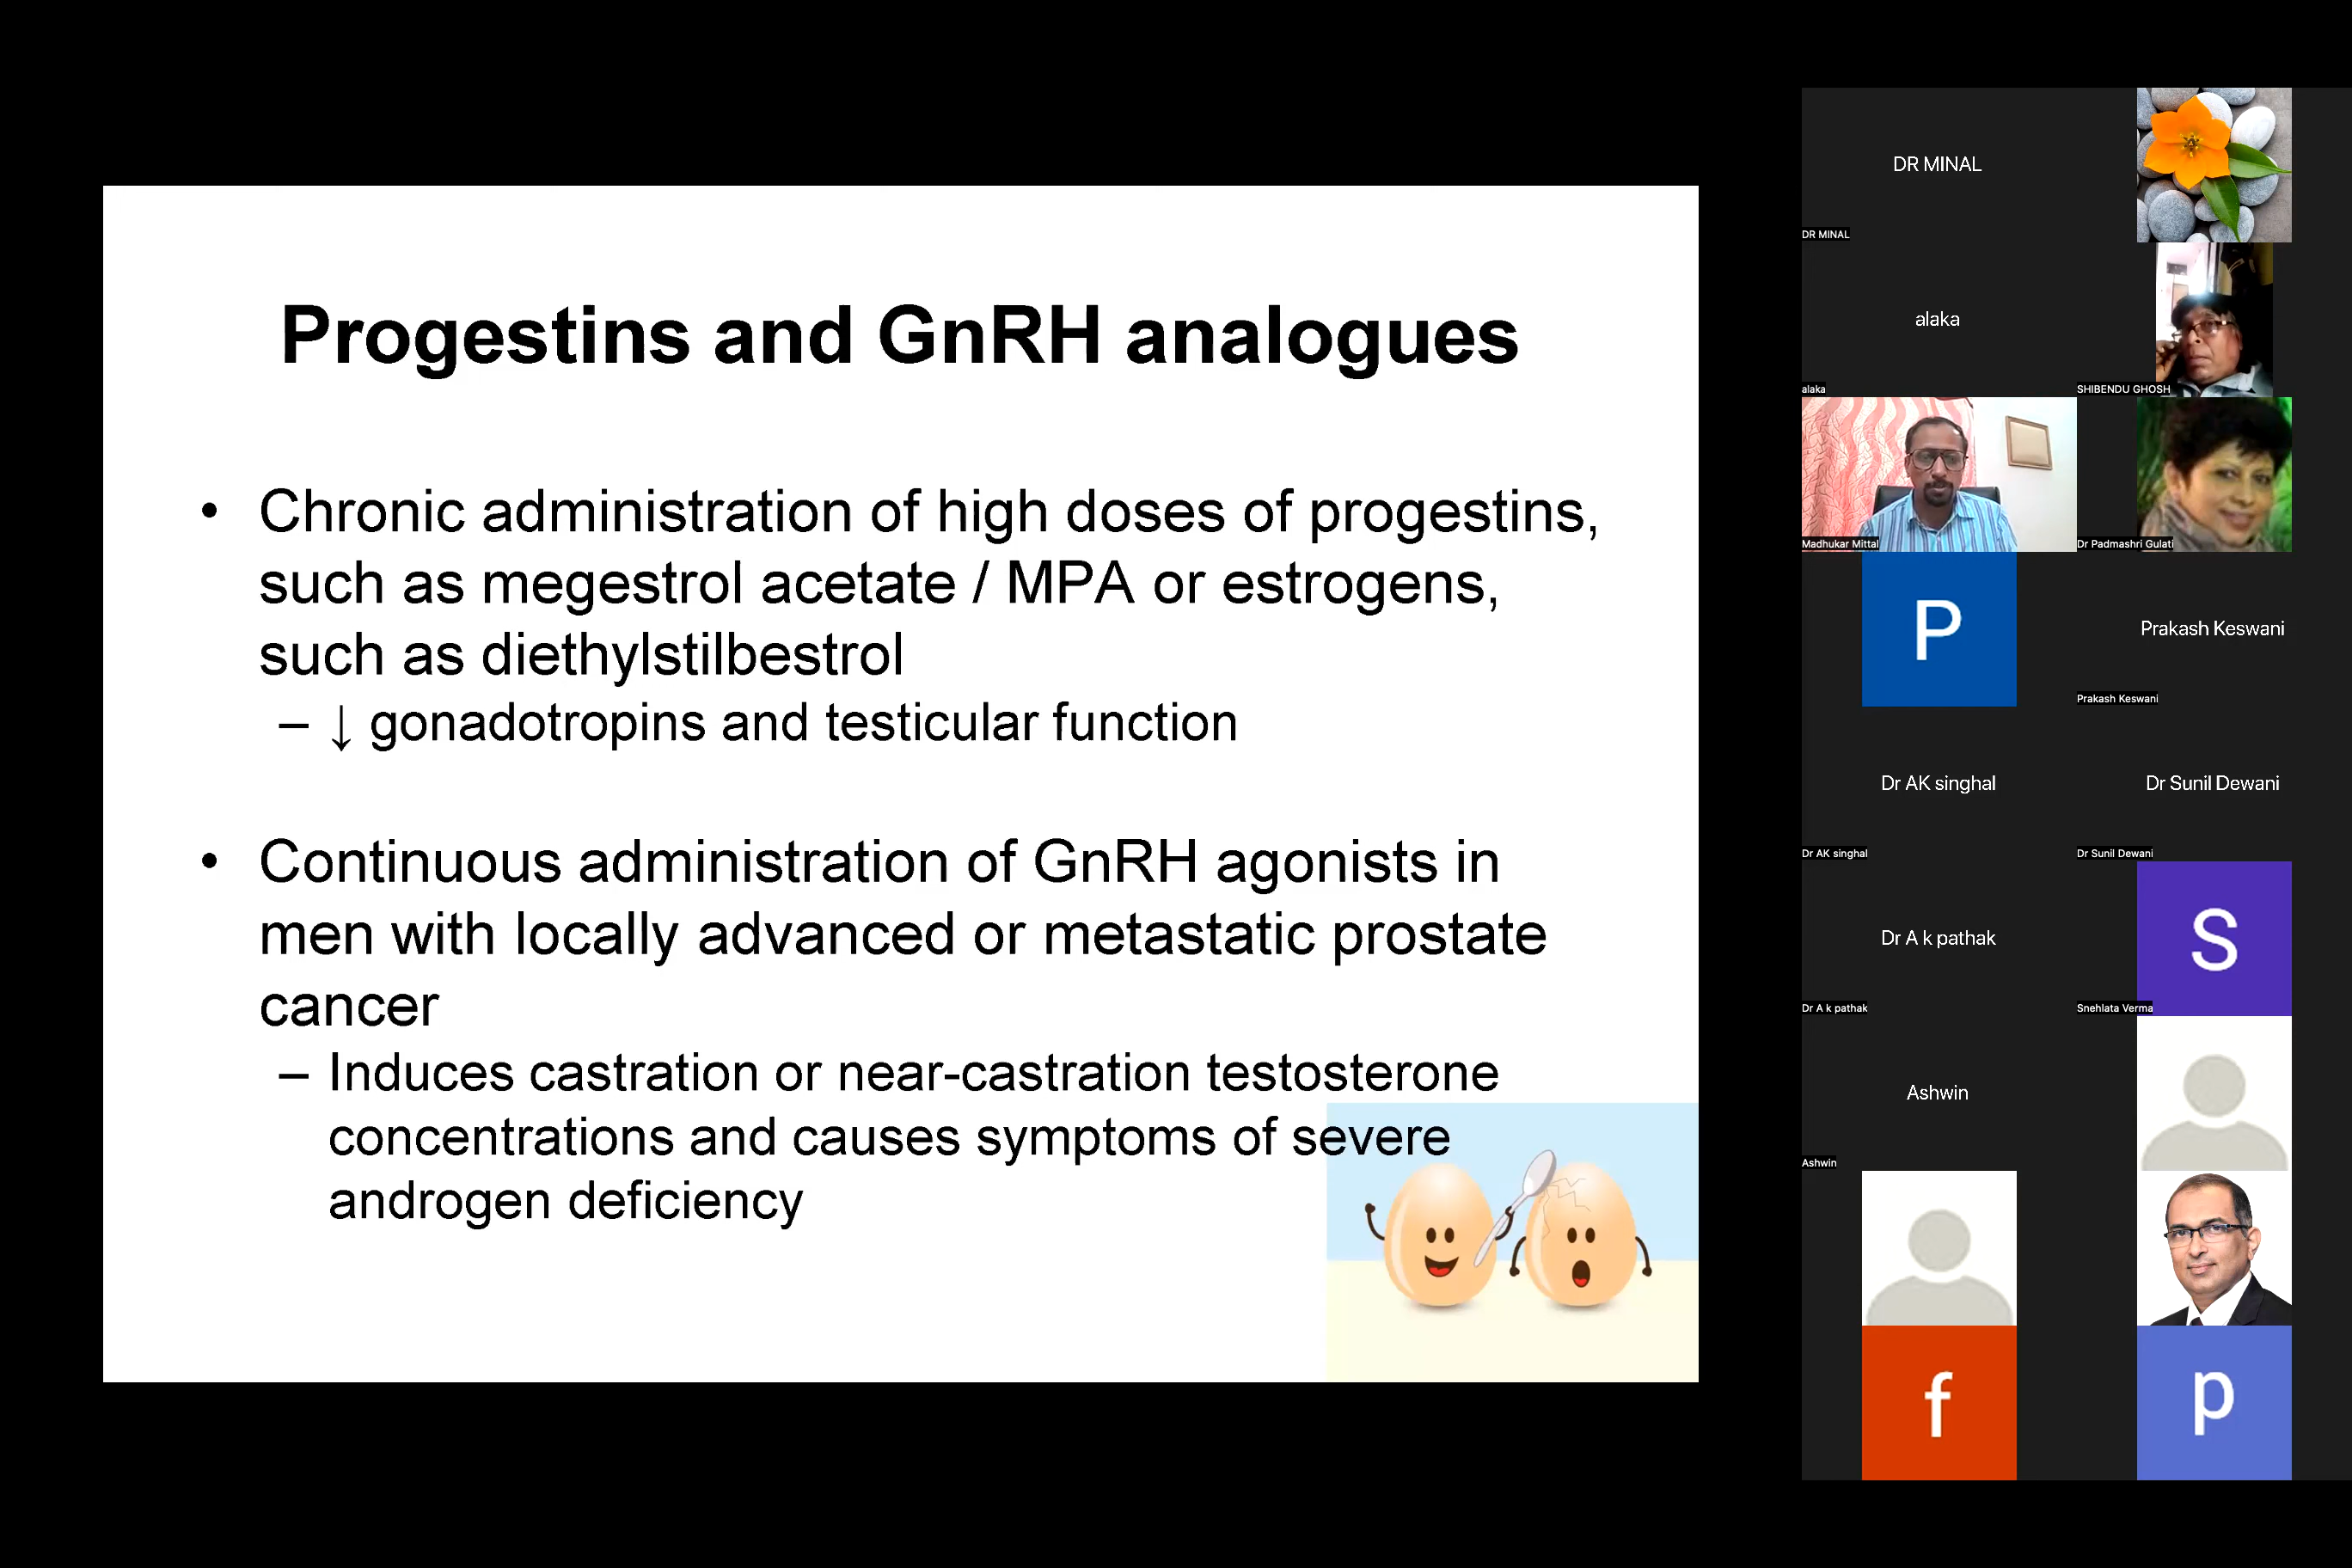 Progestins and GnRH analogues
• Chronic administration of high doses of progestins,
such as megestrol acetate / MPA or estrogens,
such as diethylstilbestrol
– ↓ gonadotropins and testicular function
• Continuous administration of GnRH agonists in
men with locally advanced or metastatic prostate
cancer
– Induces castration or near-castration testosterone
concentrations and causes symptoms of severe
androgen deficiency
DR MINAL
DR MINAL
alaka
alaka
SHIBENDU GHOSH
Madhukar Mittal
Dr Padmashri Gulati
P
Prakash Keswani
Prakash Keswani
Dr AK singhal
Dr Sunil Dewani
Dr AK singhal
Dr Sunil Dewani
Dr A k pathak
S
Dr A k pathak
Snehlata Verma
Ashwin
Ashwin
f
p